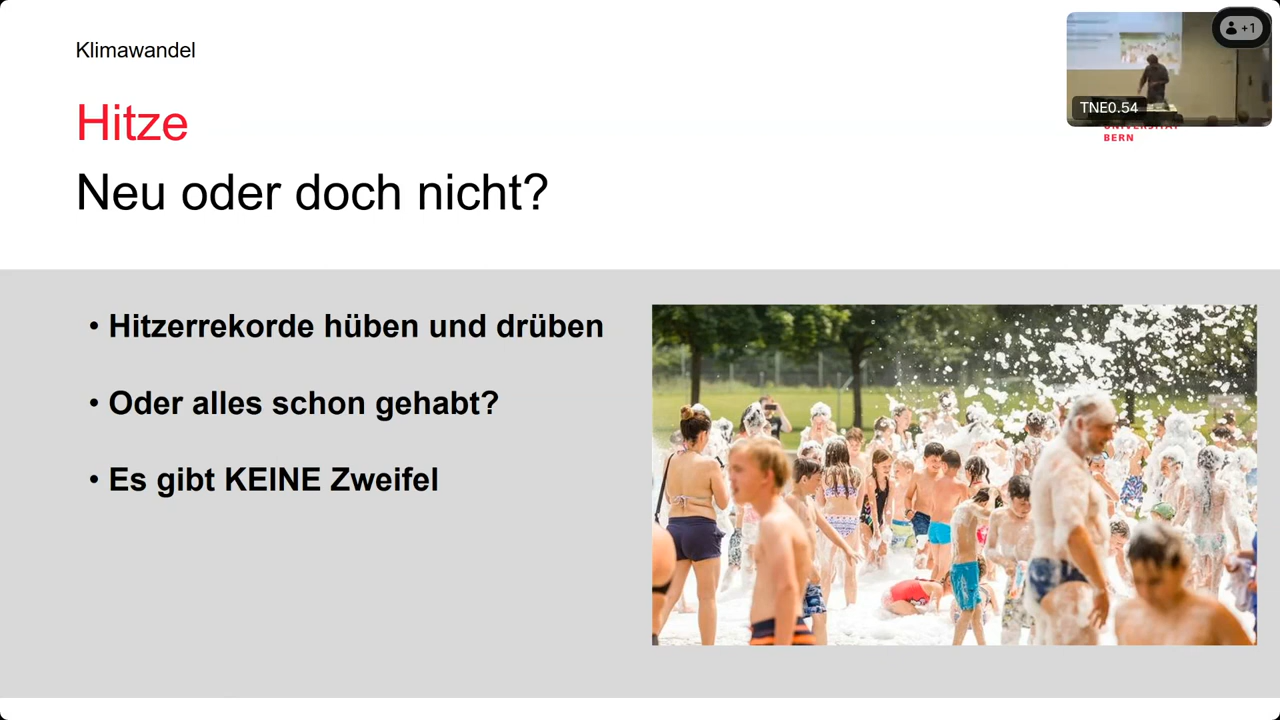 Klimawandel
+1
TNE0.54
Hitze
UNIVERSITÄT
BERN
Neu oder doch nicht?
• Hitzerrekorde hüben und drüben
• Oder alles schon gehabt?
• Es gibt KEINE Zweifel